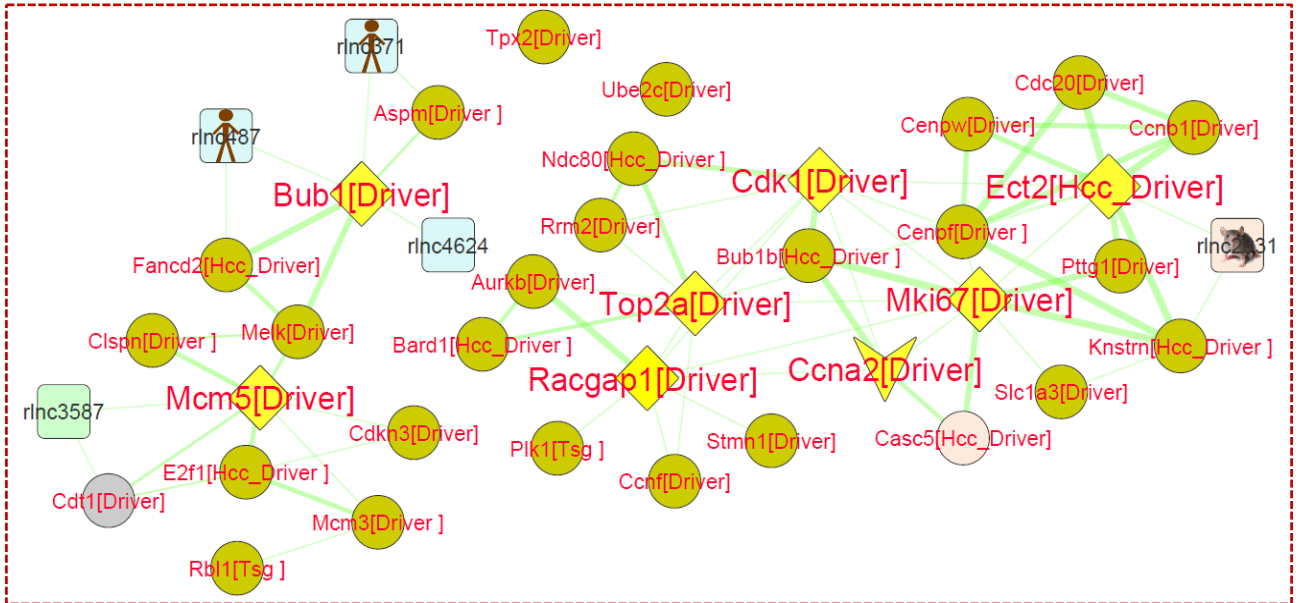 rlnc371
Tpx2[Driver]
Ube2c[Driver]
Cdc20[Driver]
Aspm[Driver ]
Cenpw[Driver]
Ccnb1[Driver]
rlnc487
Ndc80[Hcc_Driver ]
Bub1[Driver]
Cdk1[Driver]
Ect2[Hcc_Driver]
Rrm2[Driver]
Cenpf[Driver ]
rlnc4624
Bub1b[Hcc_Driver ]
Fancd2[Hcc_Driver]
Pttg1[Driver]
Aurkb[Driver]
Top2a[Driver]
Mki67[Driver]
Melk[Driver]
Clspn[Driver ]
Bard1[Hcc_Driver ]
Knstrn[Hcc_Driver ]
Racgap1[Driver]
Ccna2[Driver]
Mcm5[Driver]
Slc1a3[Driver]
rlnc3587
Cdkn3[Driver]
Plk1[Tsg ]
Stmn1[Driver]
Casc5[Hcc_Driver]
E2f1[Hcc_Driver ]
Ccnf[Driver]
Cdt1[Driver]
Mcm3[Driver ]
Rbl1[Tsg ]